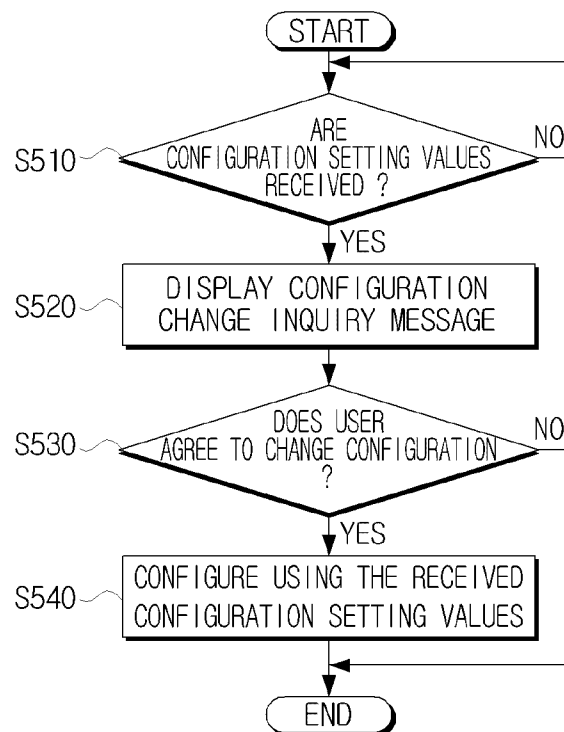 START
S510
ARE
CONFIGURATION SETTING VALUES
RECEIVED ?
NO
YES
S520
DISPLAY CONFIGURATION
CHANGE INQUIRY MESSAGE
S530
DOES USER
AGREE TO CHANGE CONFIGURATION
?
NO
YES
S540
CONFIGURE USING THE RECEIVED
CONFIGURATION SETTING VALUES
END